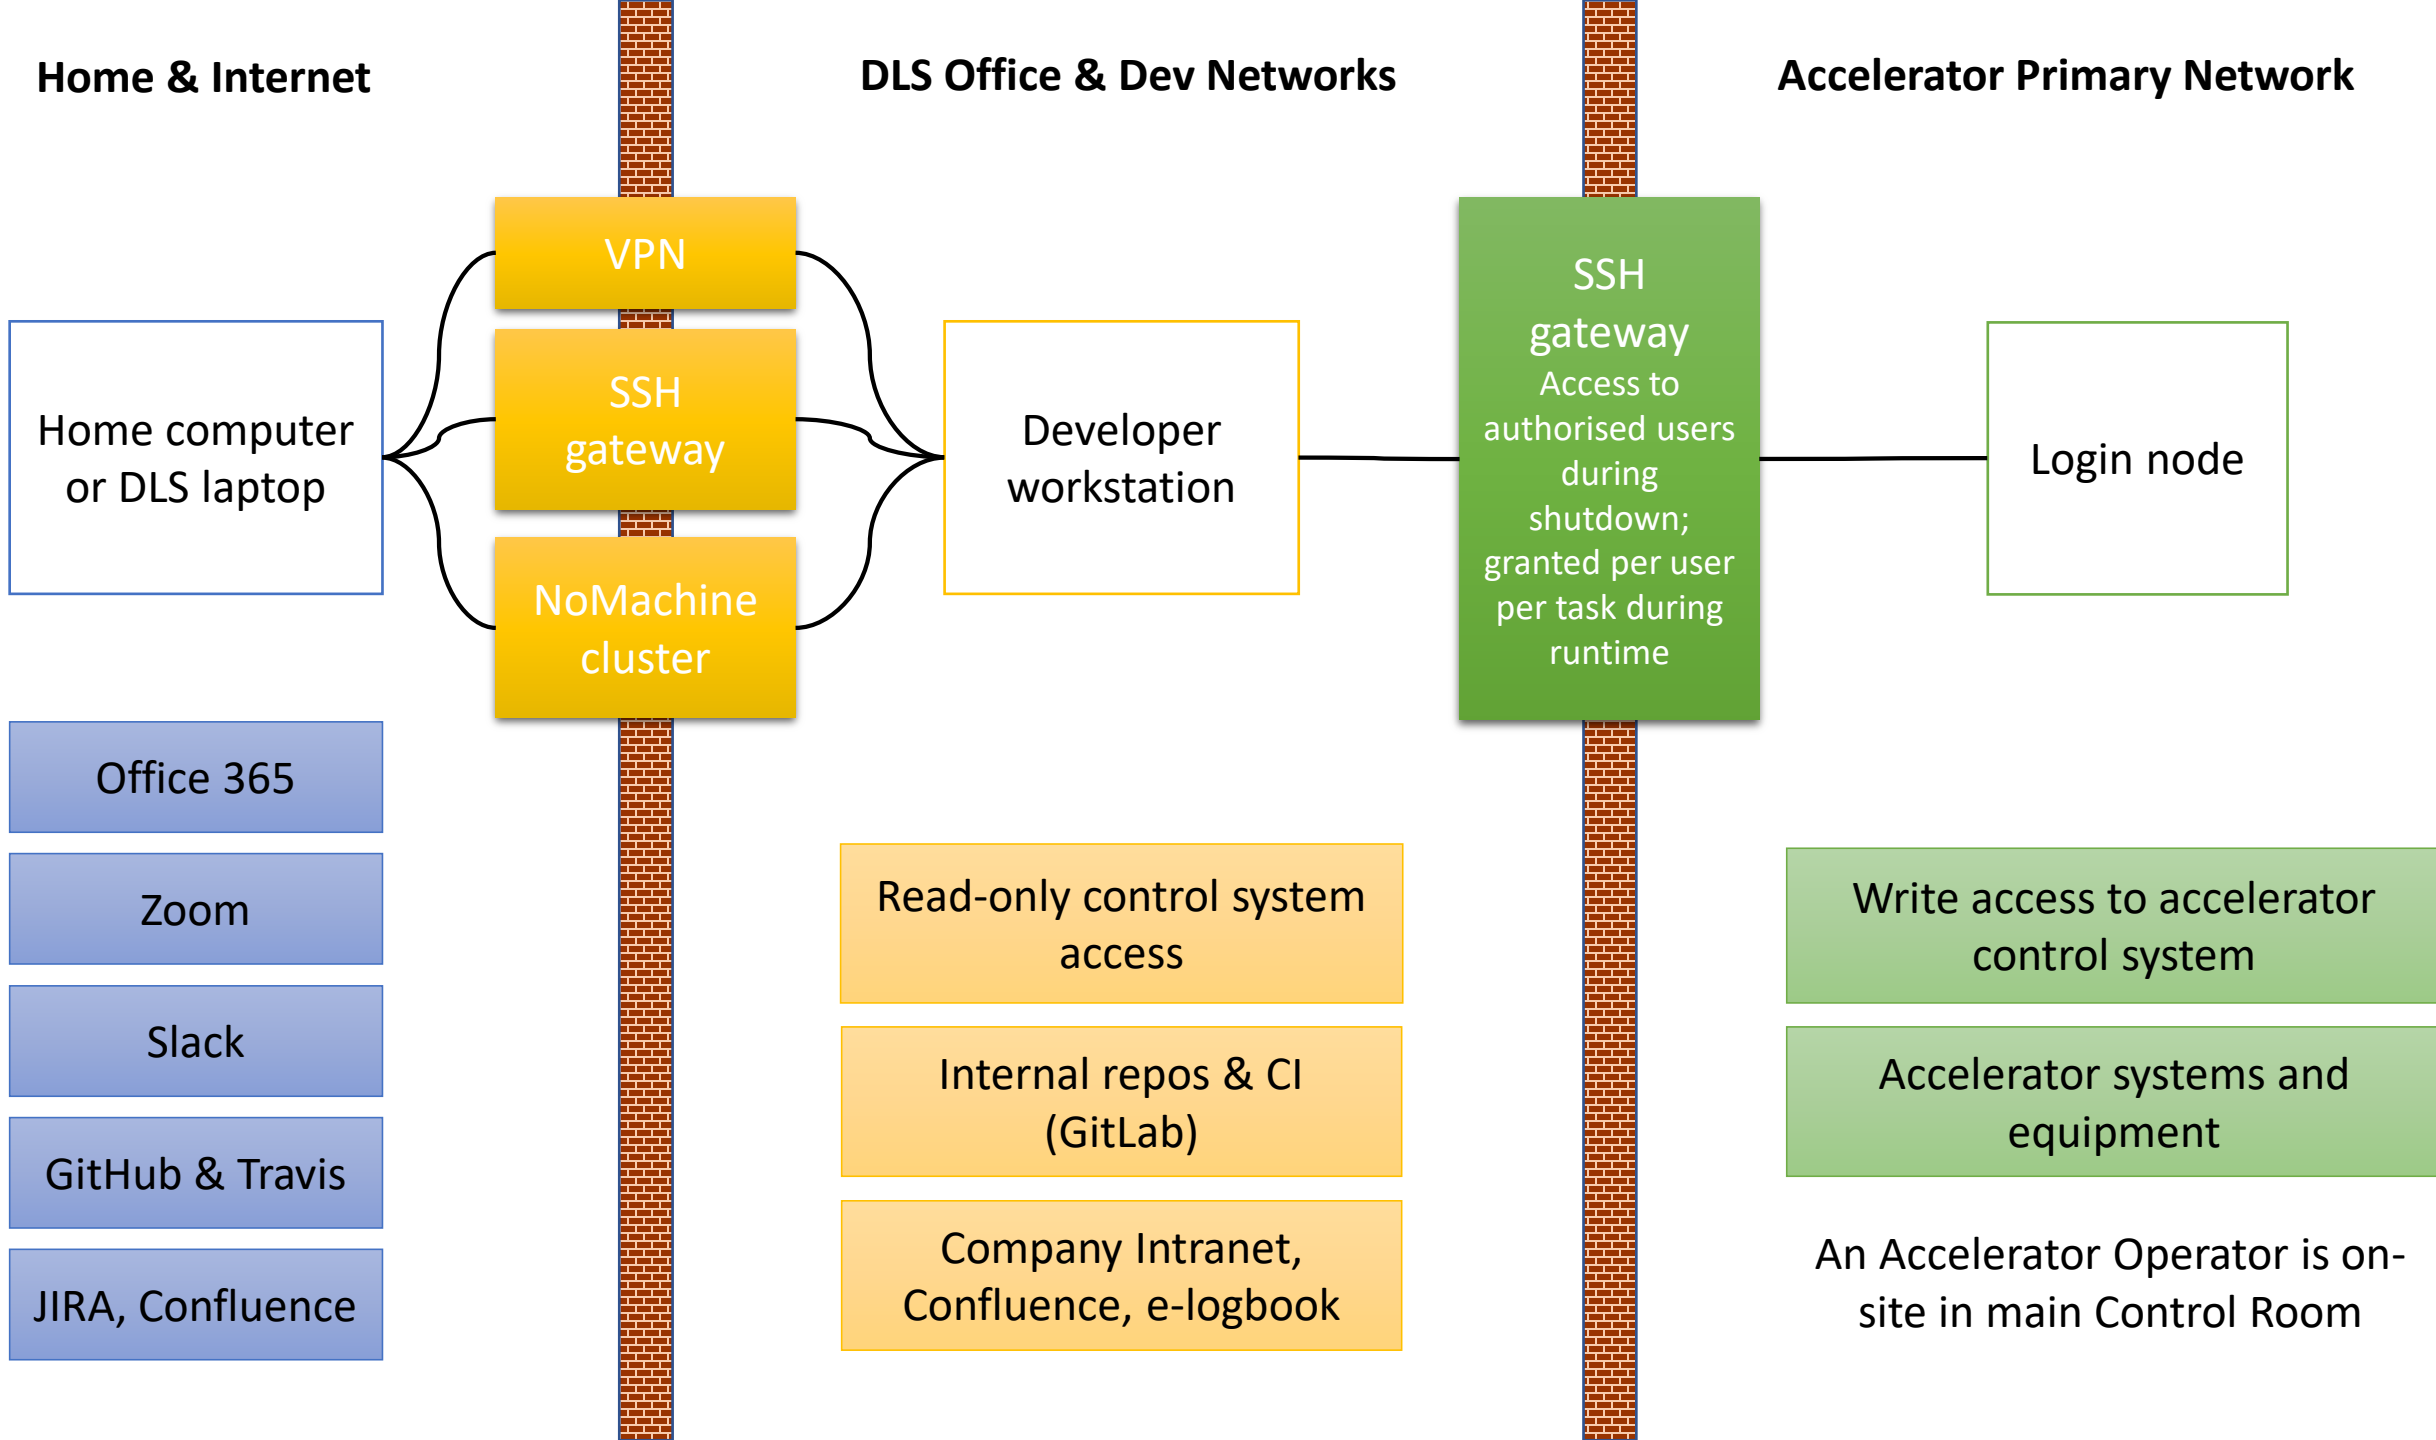 Home & Internet
DLS Office & Dev Networks
Accelerator Primary Network
VPN
SSH
gateway
NoMachine
cluster
Home computer
or DLS laptop
Developer
workstation
SSH
gateway
Access to
authorised users
during
shutdown;
granted per user
per task during
runtime
Login node
Office 365
Zoom
Slack
GitHub & Travis
JIRA, Confluence
Read-only control system
access
Internal repos & CI
(GitLab)
Company Intranet,
Confluence, e-logbook
Write access to accelerator
control system
Accelerator systems and
equipment
An Accelerator Operator is on-
site in main Control Room